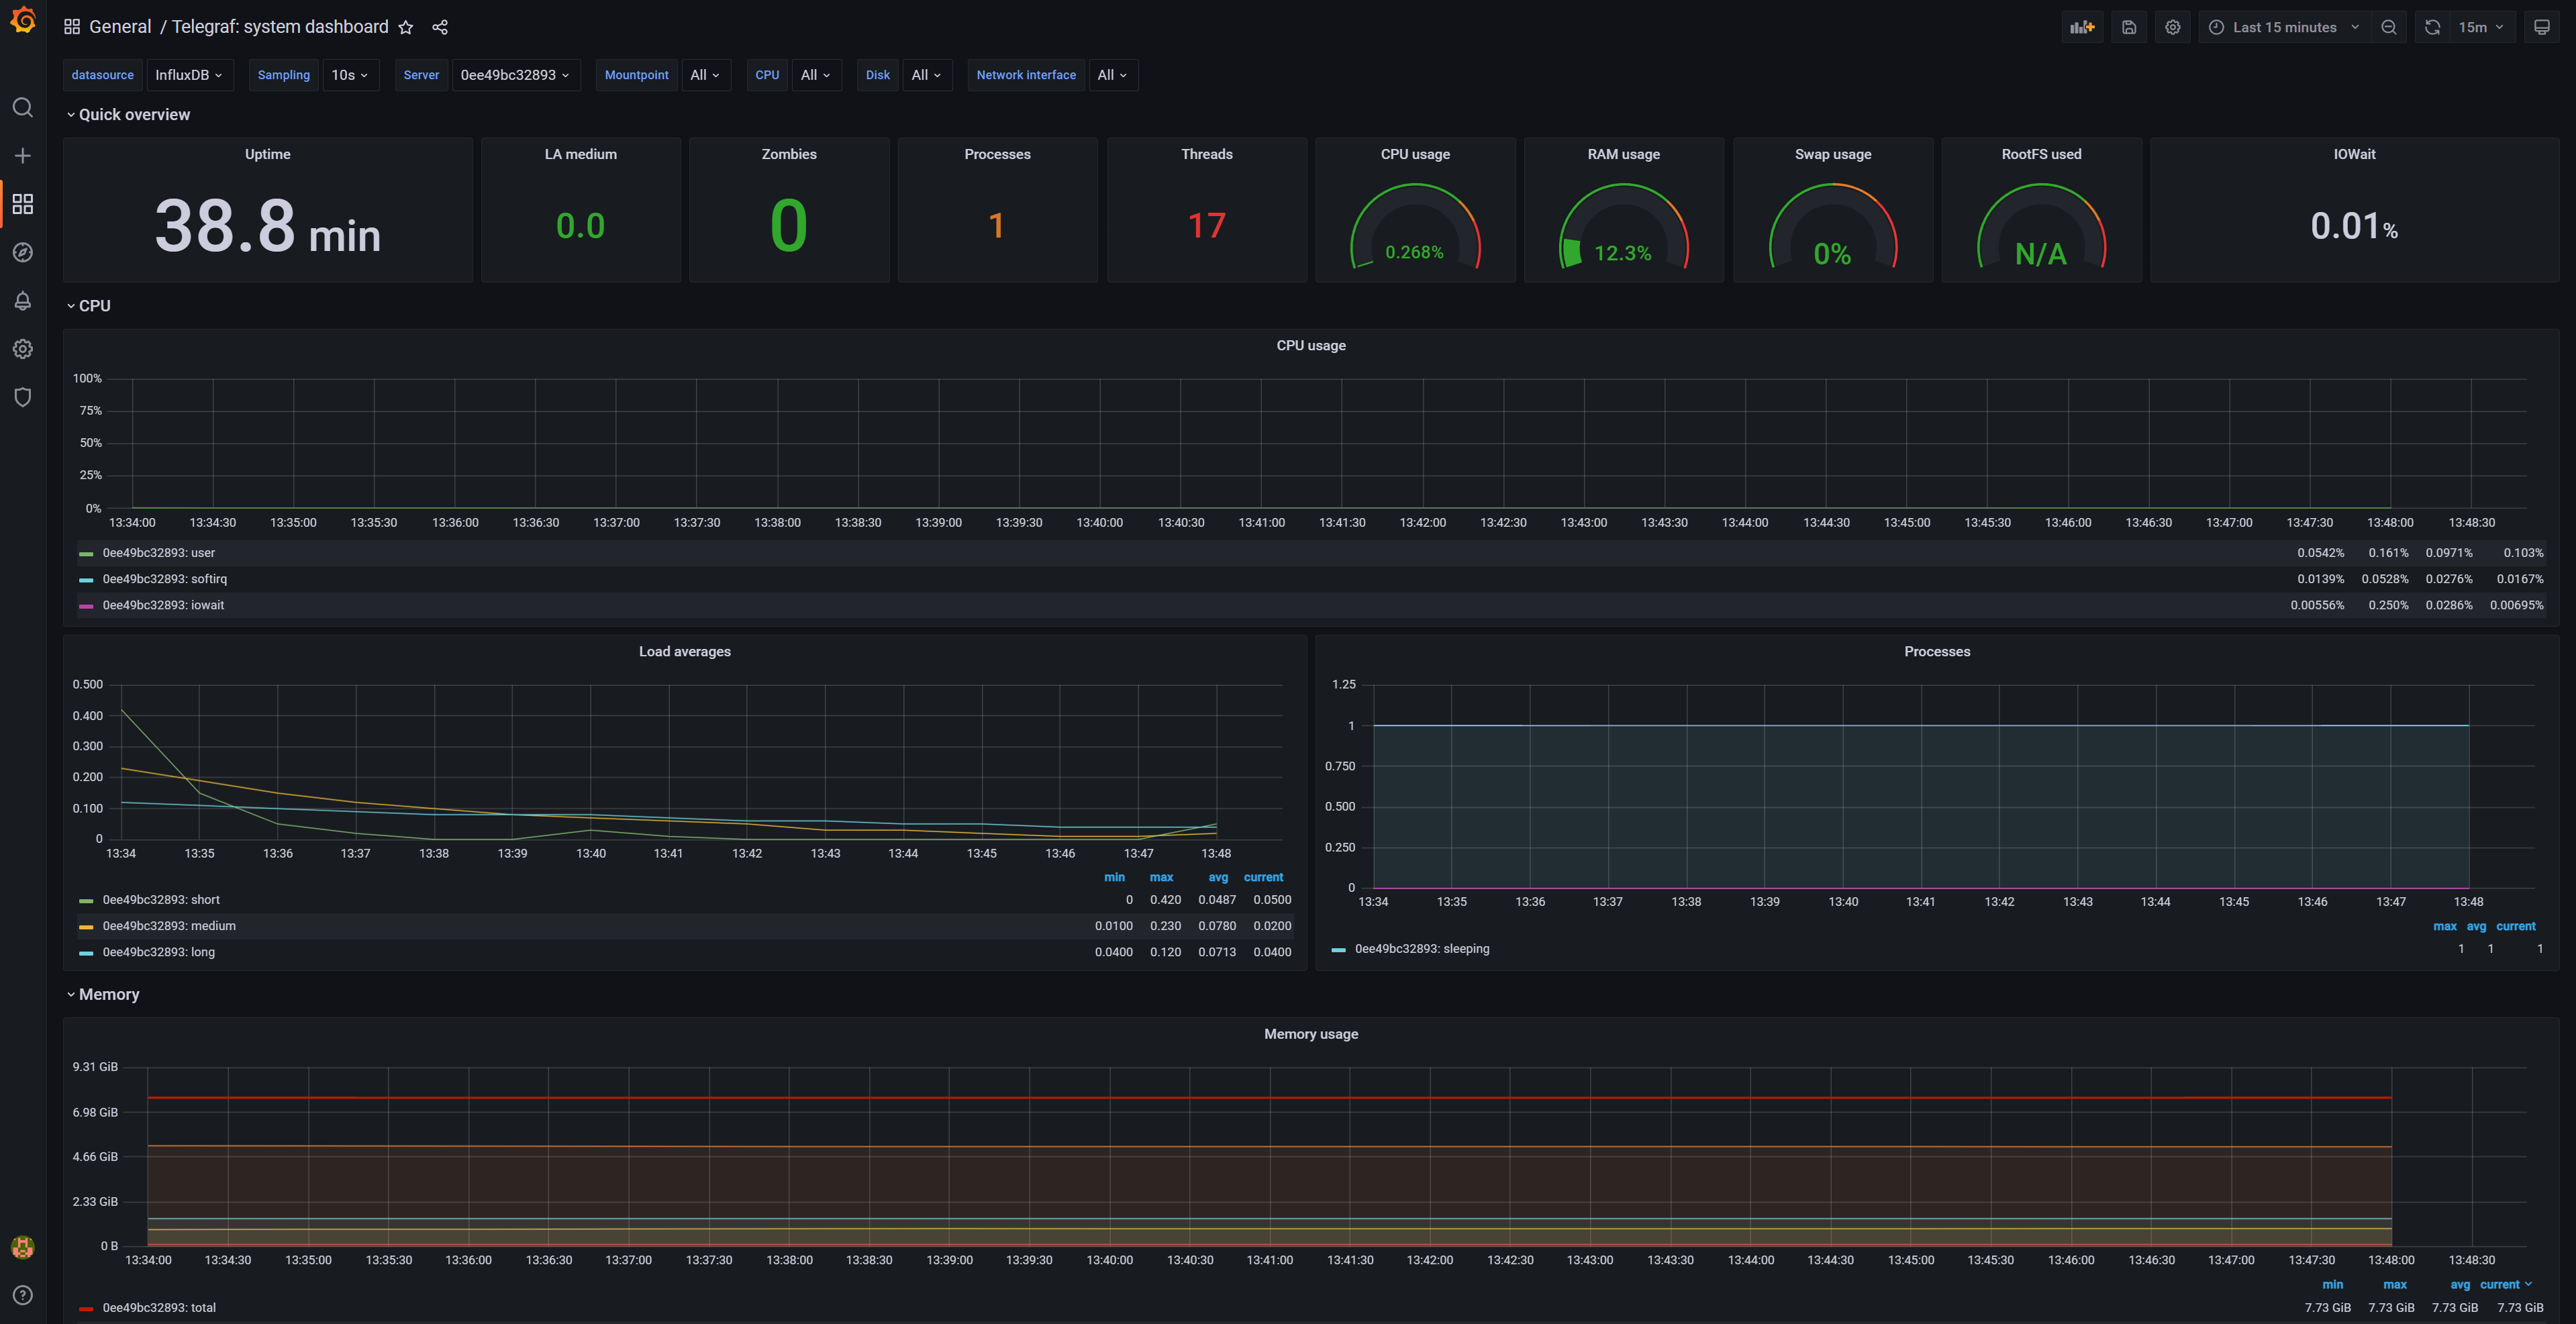 General / Telegraf: system dashboard
Last 15 minutes
15m
datasource InfluxDB Sampling 10s Server 0ee49bc32893 Mountpoint All CPU All Disk All Network interface All
Quick overview
Uptime
38.8 min
LA medium
0.0
Zombies
0
Processes
1
Threads
17
CPU usage
0.268%
RAM usage
12.3%
Swap usage
0%
RootFS used
N/A
IOWait
0.01%
CPU
CPU usage
100%
75%
50%
25%
0%
13:34:00 13:34:30 13:35:00 13:35:30 13:36:00 13:36:30 13:37:00 13:37:30 13:38:00 13:38:30 13:39:00 13:39:30 13:40:00 13:40:30 13:41:00 13:41:30 13:42:00 13:42:30 13:43:00 13:43:30 13:44:00 13:44:30 13:45:00 13:45:30 13:46:00 13:46:30 13:47:00 13:47:30 13:48:00 13:48:30
0ee49bc32893: user 0.0542% 0.161% 0.0971% 0.103%
0ee49bc32893: softirq 0.0139% 0.0528% 0.0276% 0.0167%
0ee49bc32893: iowait 0.00556% 0.250% 0.0286% 0.00695%
Load averages
0.500
0.400
0.300
0.200
0.100
0
13:34 13:35 13:36 13:37 13:38 13:39 13:40 13:41 13:42 13:43 13:44 13:45 13:46 13:47 13:48
min max avg current
0ee49bc32893: short 0 0.420 0.0487 0.0500
0ee49bc32893: medium 0.0100 0.230 0.0780 0.0200
0ee49bc32893: long 0.0400 0.120 0.0713 0.0400
Processes
1.25
1
0.750
0.500
0.250
0
13:34 13:35 13:36 13:37 13:38 13:39 13:40 13:41 13:42 13:43 13:44 13:45 13:46 13:47 13:48
max avg current
0ee49bc32893: sleeping 1 1 1
Memory
Memory usage
9.31 GiB
6.98 GiB
4.66 GiB
2.33 GiB
0 B
13:34:00 13:34:30 13:35:00 13:35:30 13:36:00 13:36:30 13:37:00 13:37:30 13:38:00 13:38:30 13:39:00 13:39:30 13:40:00 13:40:30 13:41:00 13:41:30 13:42:00 13:42:30 13:43:00 13:43:30 13:44:00 13:44:30 13:45:00 13:45:30 13:46:00 13:46:30 13:47:00 13:47:30 13:48:00 13:48:30
min max avg current
0ee49bc32893: total 7.73 GiB 7.73 GiB 7.73 GiB 7.73 GiB